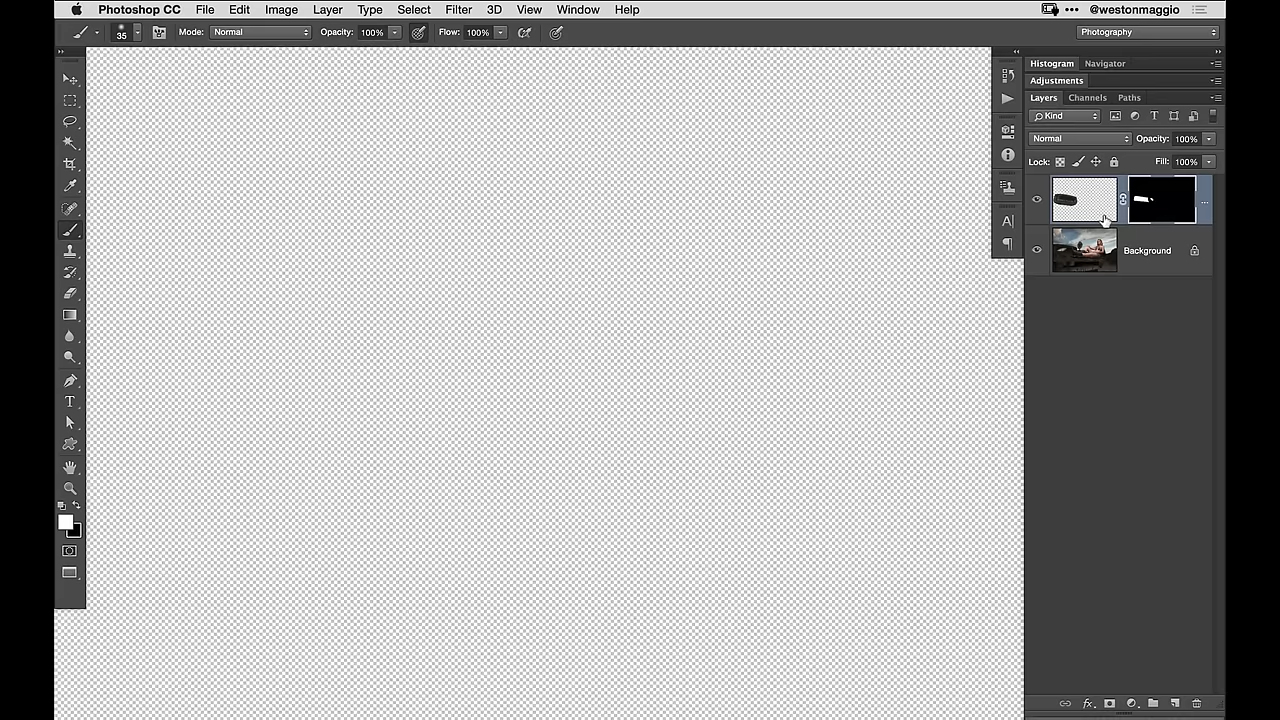 Photoshop CC File Edit Image Layer Type Select Filter 3D View Window Help @westonmaggio
35 Mode: Normal Opacity: 100% Flow: 100% Photography
Histogram Navigator
Adjustments
Layers Channels Paths
Kind T
Normal Opacity: 100%
Lock: Fill: 100%
...
Background
A
T